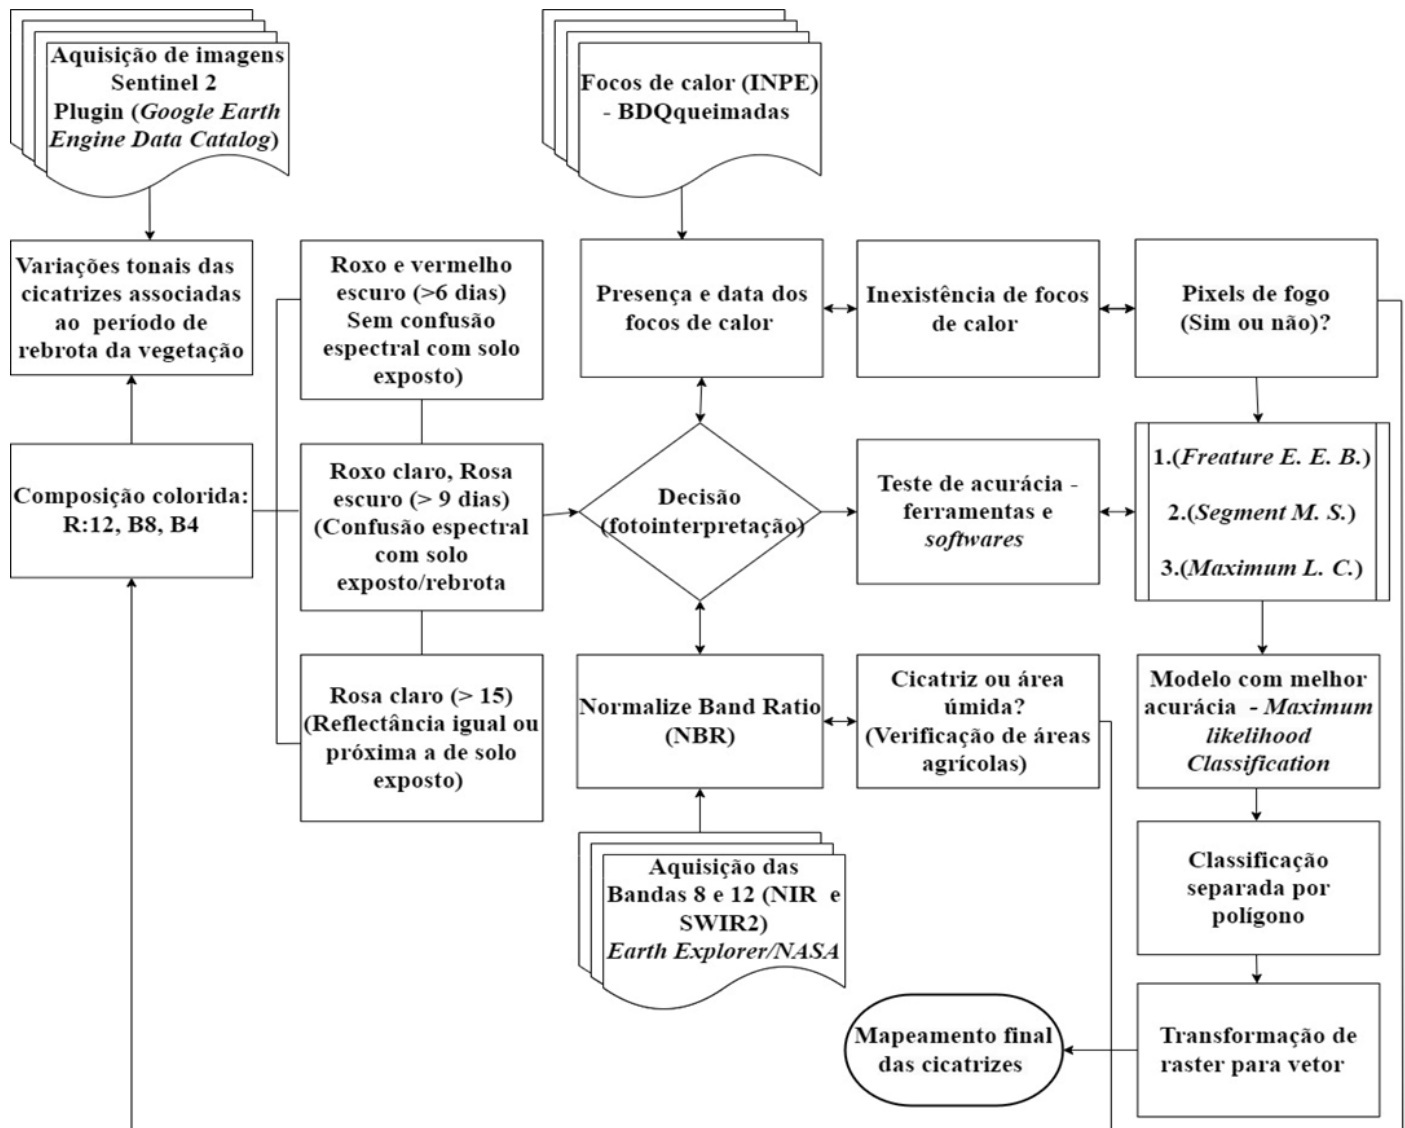 Aquisição de imagens
Sentinel 2
Plugin (Google Earth
Engine Data Catalog)
Focos de calor (INPE)
- BDQqueimadas
Variações tonais das
cicatrizes associadas
ao período de
rebrota da vegetação
Roxo e vermelho
escuro (>6 dias)
Sem confusão
espectral com solo
exposto)
Presença e data dos
focos de calor
Inexistência de focos
de calor
Pixels de fogo
(Sim ou não)?
Composição colorida:
R:12, B8, B4
Roxo claro, Rosa
escuro (> 9 dias)
(Confusão espectral
com solo
exposto/rebrota
Decisão
(fotointerpretação)
Teste de acurácia -
ferramentas e
softwares
1.(Freature E. E. B.)
2.(Segment M. S.)
3.(Maximum L. C.)
Rosa claro (> 15)
(Reflectância igual ou
próxima a de solo
exposto)
Normalize Band Ratio
(NBR)
Cicatriz ou área
úmida?
(Verificação de áreas
agrícolas)
Modelo com melhor
acurácia - Maximum
likelihood
Classification
Aquisição das
Bandas 8 e 12 (NIR e
SWIR2)
Earth Explorer/NASA
Classificação
separada por
polígono
Mapeamento final
das cicatrizes
Transformação de
raster para vetor